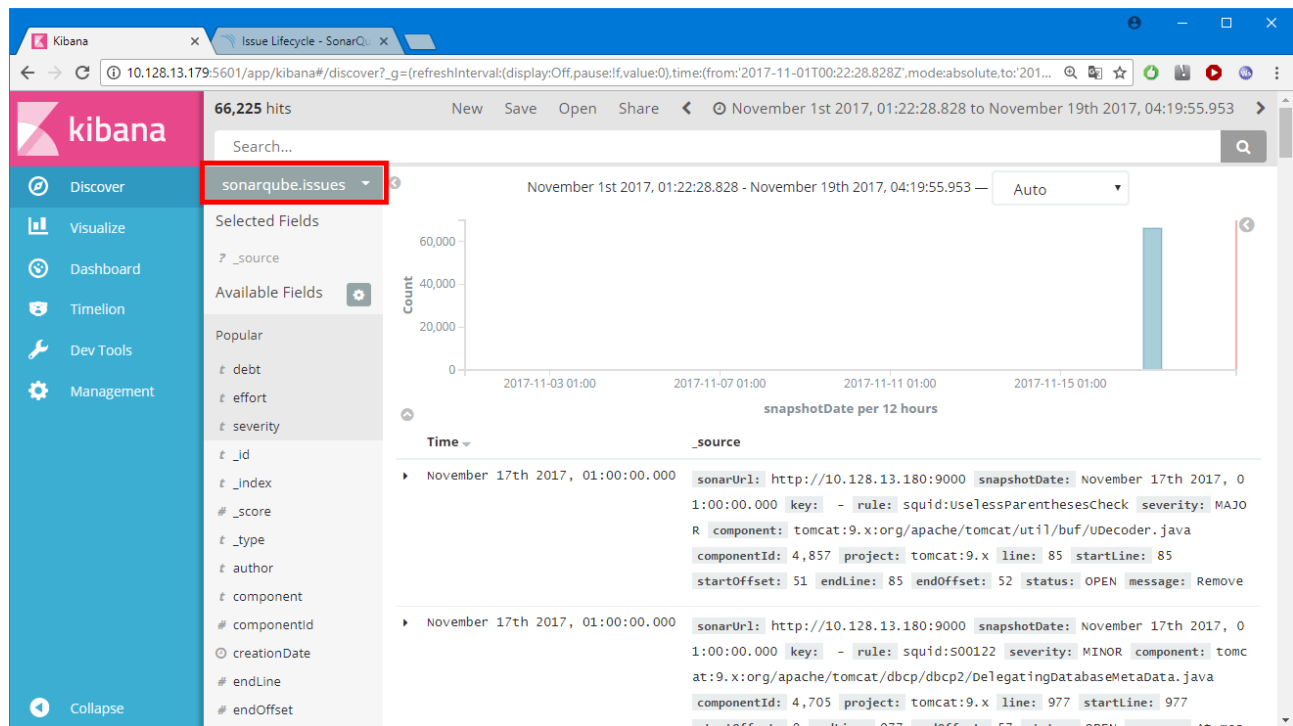 Kibana
Issue Lifecycle - SonarQu
10.128.13.179:5601/app/kibana#/discover?_g=(refreshInterval:(display:Off,pause:!f,value:0),time:(from:'2017-11-01T00:22:28.828Z',mode:absolute,to:'201...
kibana
66,225 hits
New Save Open Share November 1st 2017, 01:22:28.828 to November 19th 2017, 04:19:55.953
Search...
Discover
Visualize
Dashboard
Timelion
Dev Tools
Management
Collapse
sonarqube.issues
Selected Fields
? _source
Available Fields
Popular
t debt
t effort
t severity
t _id
t _index
# _score
t _type
t author
t component
# componentId
creationDate
# endLine
# endOffset
November 1st 2017, 01:22:28.828 - November 19th 2017, 04:19:55.953 — Auto
Count
60,000
40,000
20,000
0
2017-11-03 01:00 2017-11-07 01:00 2017-11-11 01:00 2017-11-15 01:00
snapshotDate per 12 hours
Time _source
November 17th 2017, 01:00:00.000
sonarUrl: http://10.128.13.180:9000 snapshotDate: November 17th 2017, 0
1:00:00.000 key: - rule: squid:UselessParenthesesCheck severity: MAJO
R component: tomcat:9.x:org/apache/tomcat/util/buf/UDecoder.java
componentId: 4,857 project: tomcat:9.x line: 85 startLine: 85
startOffset: 51 endLine: 85 endOffset: 52 status: OPEN message: Remove
November 17th 2017, 01:00:00.000
sonarUrl: http://10.128.13.180:9000 snapshotDate: November 17th 2017, 0
1:00:00.000 key: - rule: squid:S00122 severity: MINOR component: tomc
at:9.x:org/apache/tomcat/dbcp/dbcp2/DelegatingDatabaseMetaData.java
componentId: 4,705 project: tomcat:9.x line: 977 startLine: 977